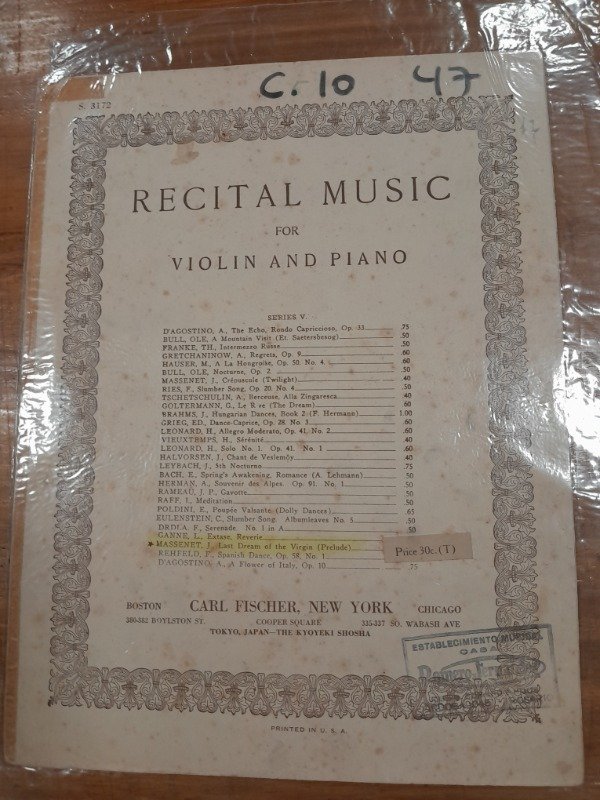 C. 10 47
S. 3172
RECITAL MUSIC
FOR
VIOLIN AND PIANO
SERIES V.
D'AGOSTINO, A., The Echo, Rondo Capriccioso, Op. 33 .75
BULL, OLE, A Mountain Visit (Et. Saetersbesog) .50
FRANKE, TH., Intermezzo Russe .50
GRETCHANINOW, A., Regrets, Op. 9 .60
HAUSER, M., A La Hongroise, Op. 50. No. 4. .60
BULL, OLE, Nocturne, Op. 2 .50
MASSENET, J., Crépuscule (Twilight) .40
RIES, F., Slumber Song, Op. 20. No. 4 .50
TSCHETSCHULIN, A., Berceuse, Alla Zingaresca .40
GOLTERMANN, G., Le R ve (The Dream) 60
BRAHMS, J., Hungarian Dances, Book 2 (F. Hermann) 1.00
GRIEG, ED., Dance-Caprice, Op. 28. No. 3 .60
LEONARD, H., Allegro Moderato, Op. 41, No. 2 .60
VIEUXTEMPS, H., Sérénité 40
LEONARD, H., Solo No. 1. Op. 41. No. 1 .60
HALVORSEN, J., Chant de Veslemöy 40
LEYBACH, J., 5th Nocturne .75
BACH, E., Spring's Awakening, Romance (A. Lehmann) 50
HERMAN, A., Souvenir des Alpes. Op. 91. No. 1 50
RAMEAU, J. P., Gavotte 50
RAFF, J., Meditation 50
POLDINI, E., Poupée Valsante (Dolly Dances) .65
EULENSTEIN, C., Slumber Song. Albumleaves No. 5 .50
DRDLA, F., Serenade No. 1 in A 50
GANNE, L., Extase, Reverie
MASSENET, J., Last Dream of the Virgin (Prelude)
REHFELD, F., Spanish Dance, Op. 58, No. 1
D'AGOSTINO, A., A Flower of Italy, Op. 10 .75
Price 30c. (T)
BOSTON CARL FISCHER, NEW YORK CHICAGO
380-382 BOYLSTON ST. COOPER SQUARE 335-337 SO. WABASH AVE
TOKYO, JAPAN—THE KYOYEKI SHOSHA
ESTABLECIMIENTO MUSICAL
CASA
PRINTED IN U. S. A.